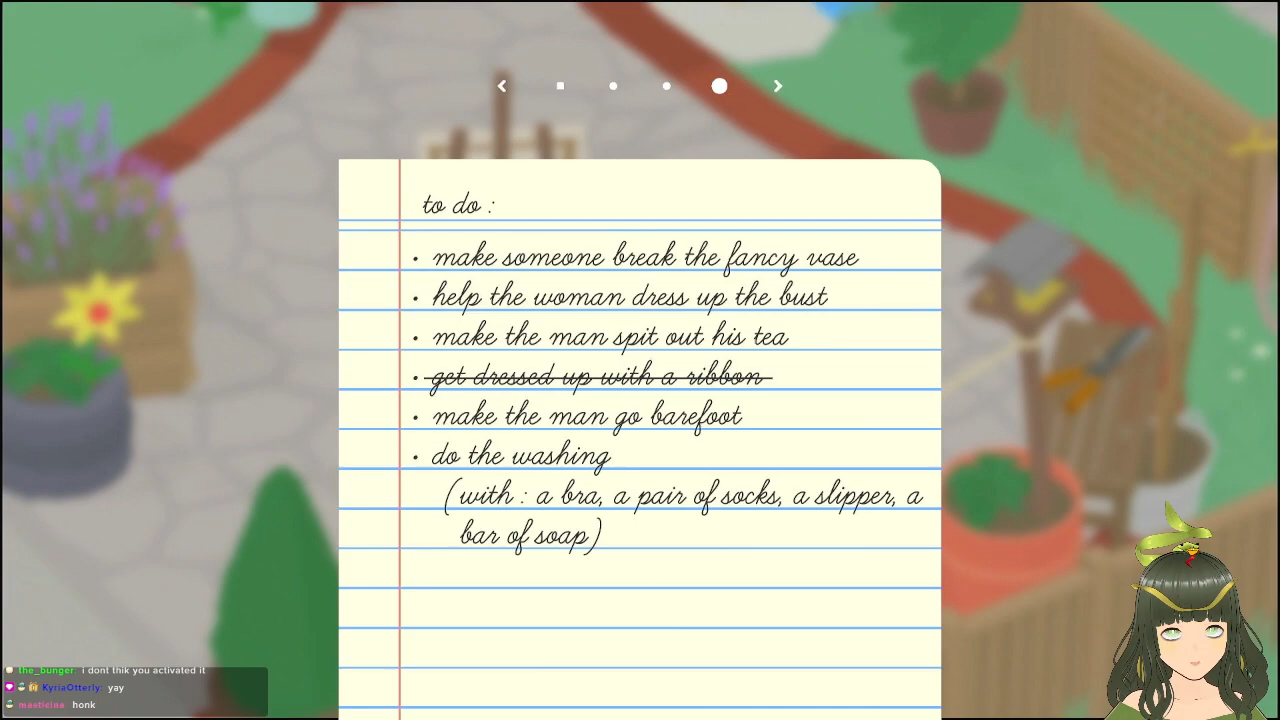 to do :
• make someone break the fancy vase
• help the woman dress up the bust
• make the man spit out his tea
• get dressed up with a ribbon
• make the man go barefoot
• do the washing
(with : a bra, a pair of socks, a slipper, a
bar of soap)
the_bunger i dont thik you activated it
KyriaOtterly: yay
masticina honk